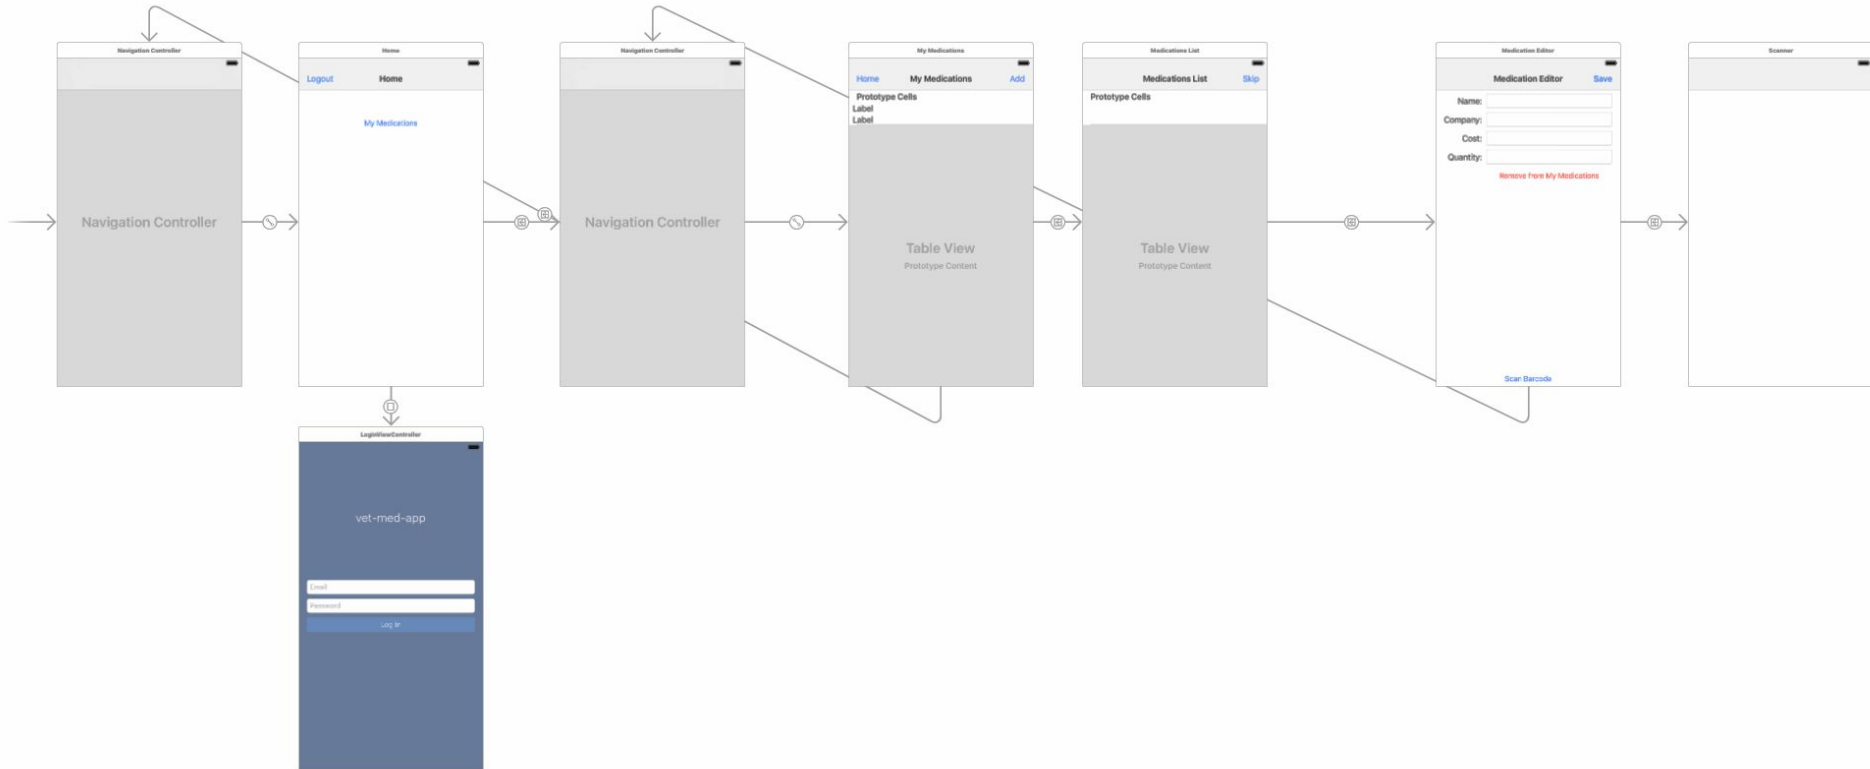 Navigation Controller
Navigation Controller
Home
Logout
Home
My Medications
Navigation Controller
Navigation Controller
My Medications
Home
My Medications
Add
Prototype Cells
Label
Label
Table View
Prototype Content
Medications List
Medications List
Skip
Prototype Cells
Table View
Prototype Content
Medication Editor
Medication Editor
Save
Name:
Company:
Cost:
Quantity:
Remove from My Medications
Scan Barcode
Scanner
LoginViewController
vet-med-app
Email
Password
Log In